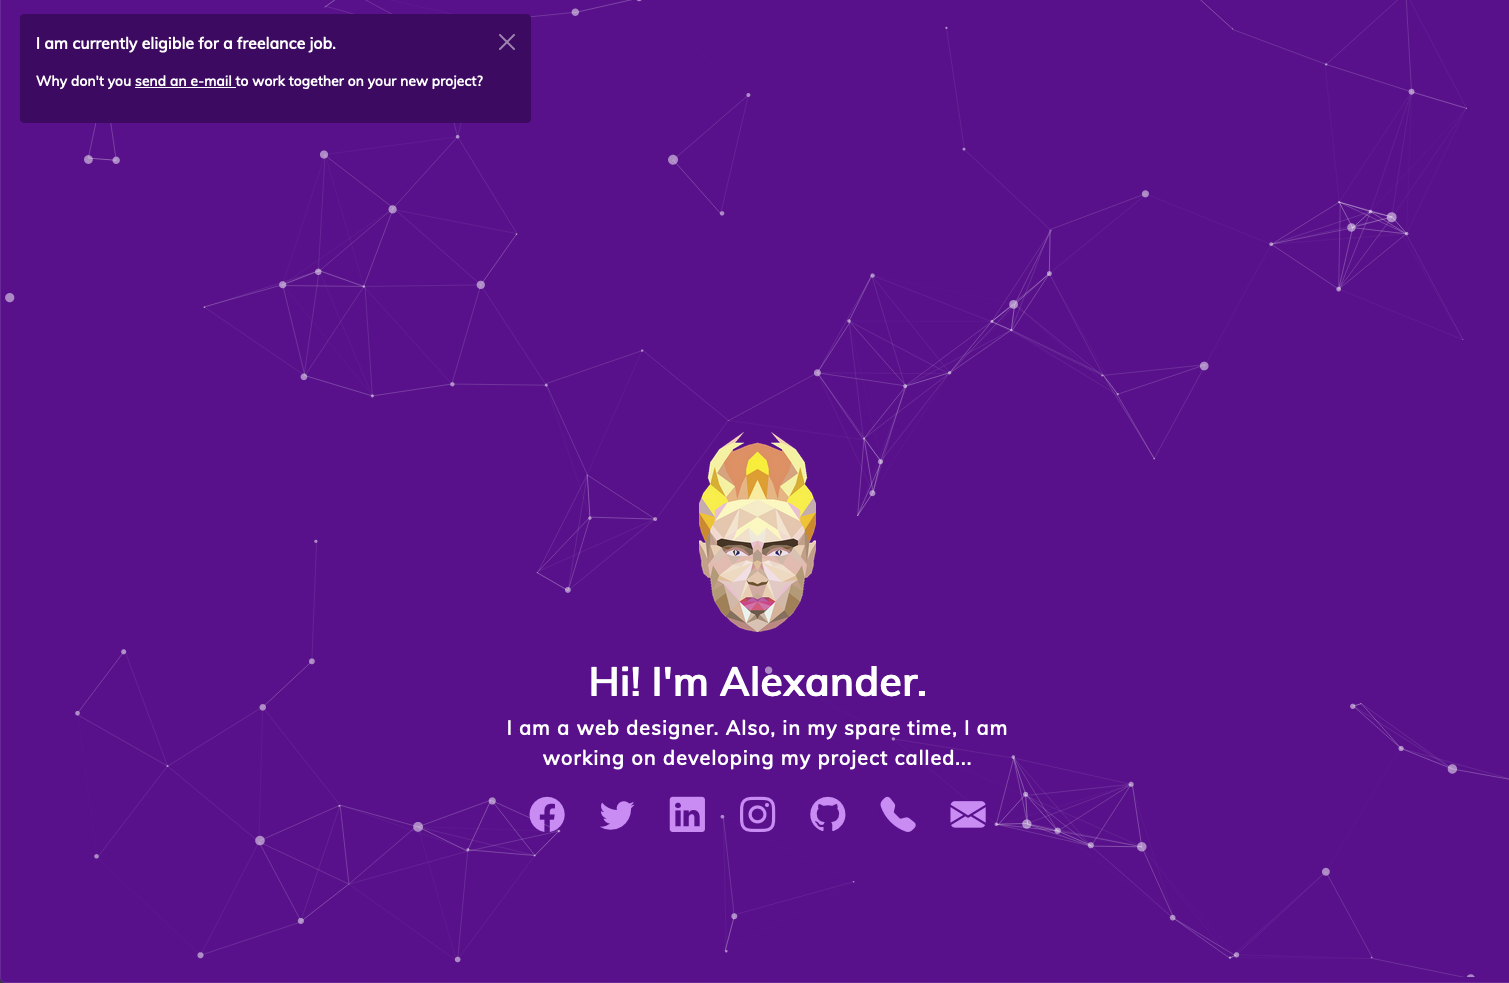 I am currently eligible for a freelance job.
Why don't you send an e-mail to work together on your new project?
Hi! I'm Alexander.
I am a web designer. Also, in my spare time, I am
working on developing my project called...